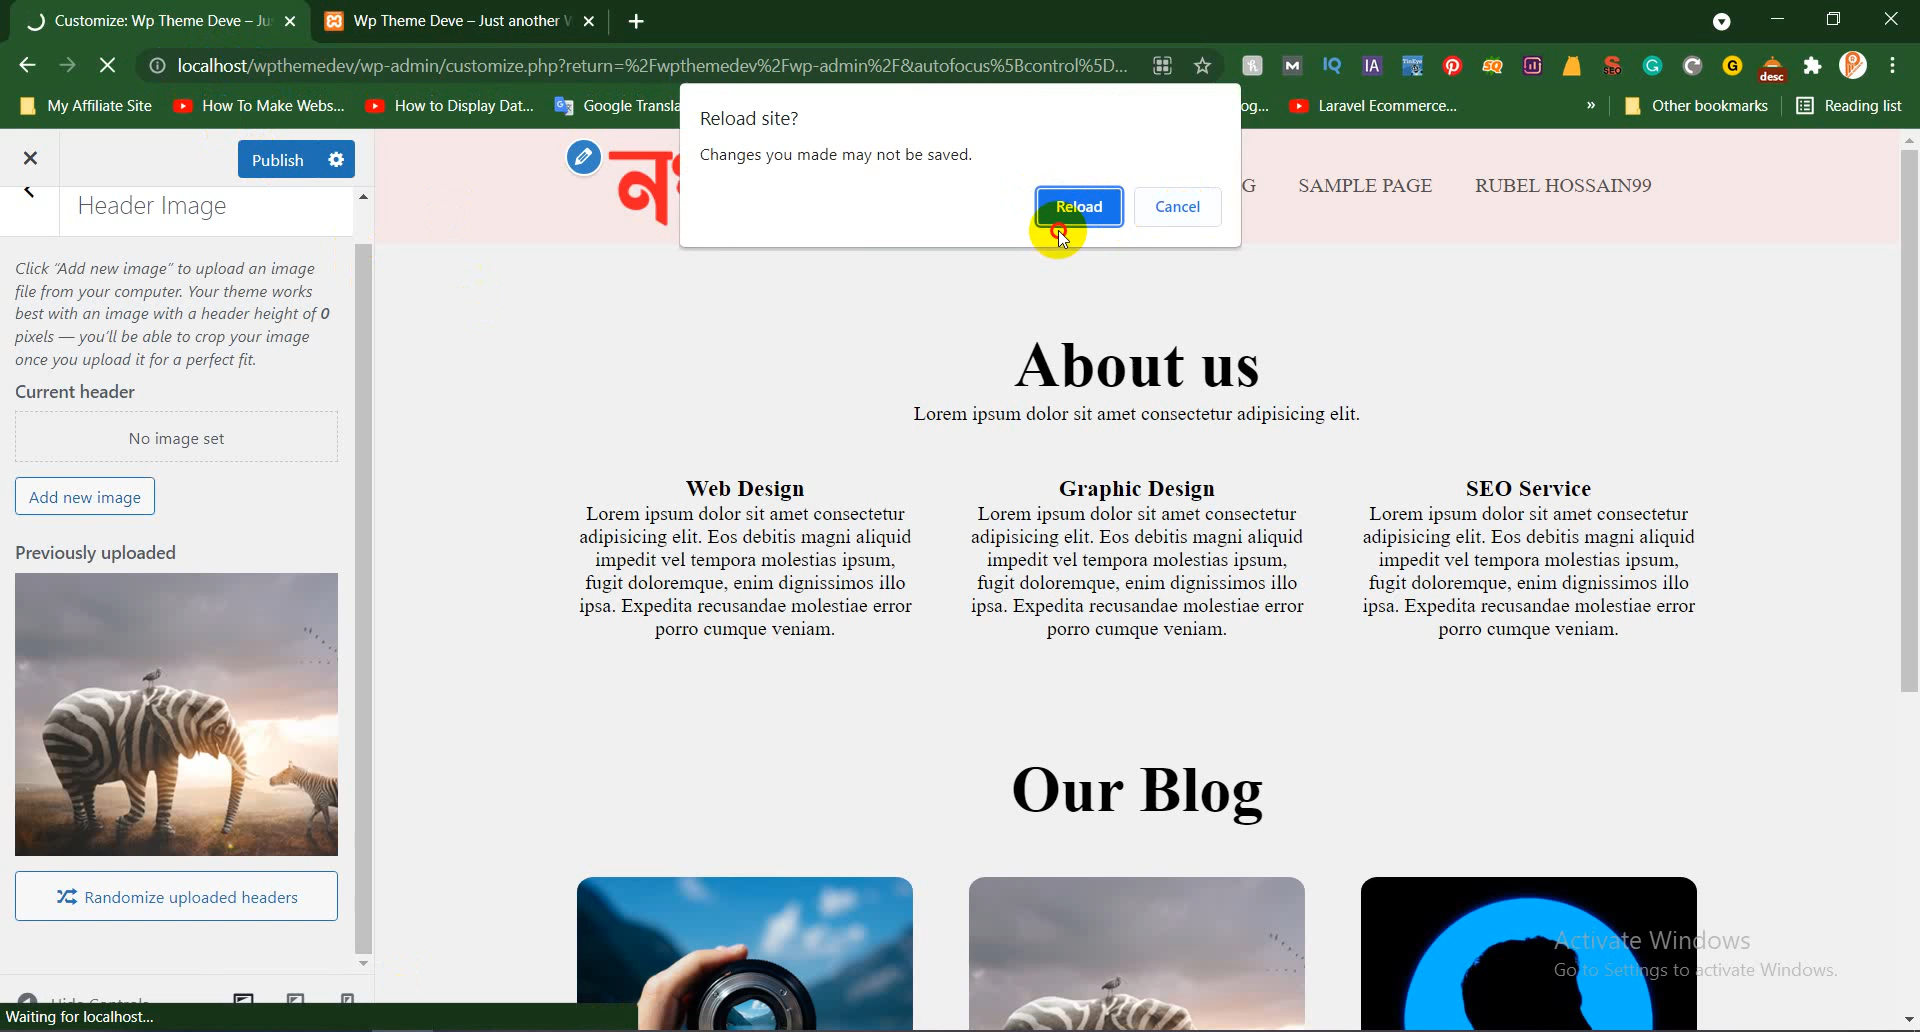 Customize: Wp Theme Deve – Ju
Wp Theme Deve – Just another
localhost/wpthemedev/wp-admin/customize.php?return=%2Fwpthemedev%2Fwp-admin%2F&autofocus%5Bcontrol%5D...
desc
My Affiliate Site
How To Make Webs...
How to Display Dat...
Google Transla
og...
Laravel Ecommerce...
»
Other bookmarks
Reading list
Reload site?
Changes you made may not be saved.
Reload
Cancel
Publish
Header Image
G
SAMPLE PAGE
RUBEL HOSSAIN99
Click “Add new image” to upload an image
file from your computer. Your theme works
best with an image with a header height of 0
pixels — you’ll be able to crop your image
once you upload it for a perfect fit.
Current header
No image set
Add new image
Previously uploaded
Randomize uploaded headers
Hide Controls
Waiting for localhost...
About us
Lorem ipsum dolor sit amet consectetur adipisicing elit.
Web Design
Lorem ipsum dolor sit amet consectetur
adipisicing elit. Eos debitis magni aliquid
impedit vel tempora molestias ipsum,
fugit doloremque, enim dignissimos illo
ipsa. Expedita recusandae molestiae error
porro cumque veniam.
Graphic Design
Lorem ipsum dolor sit amet consectetur
adipisicing elit. Eos debitis magni aliquid
impedit vel tempora molestias ipsum,
fugit doloremque, enim dignissimos illo
ipsa. Expedita recusandae molestiae error
porro cumque veniam.
SEO Service
Lorem ipsum dolor sit amet consectetur
adipisicing elit. Eos debitis magni aliquid
impedit vel tempora molestias ipsum,
fugit doloremque, enim dignissimos illo
ipsa. Expedita recusandae molestiae error
porro cumque veniam.
Our Blog
Activate Windows
Go to Settings to activate Windows.